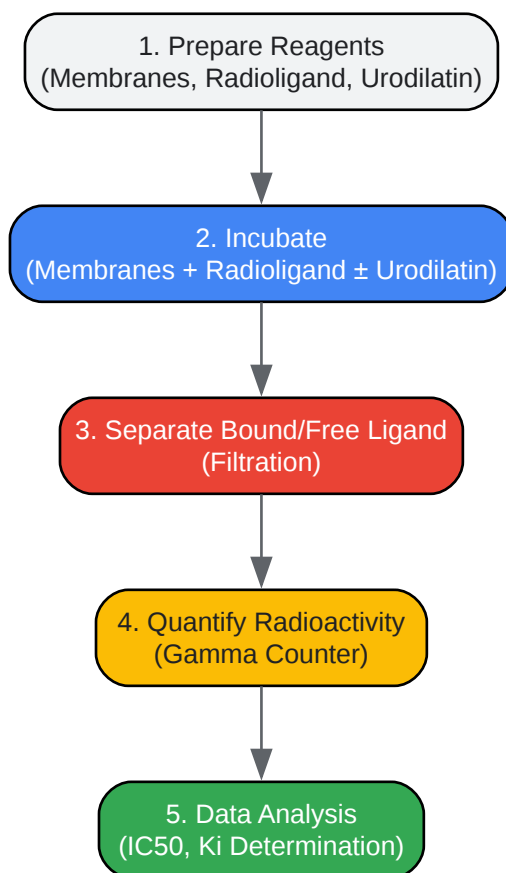 1. Prepare Reagents
(Membranes, Radioligand, Urodilatin)
2. Incubate
(Membranes + Radioligand ± Urodilatin)
3. Separate Bound/Free Ligand
(Filtration)
4. Quantify Radioactivity
(Gamma Counter)
5. Data Analysis
(IC50, Ki Determination)